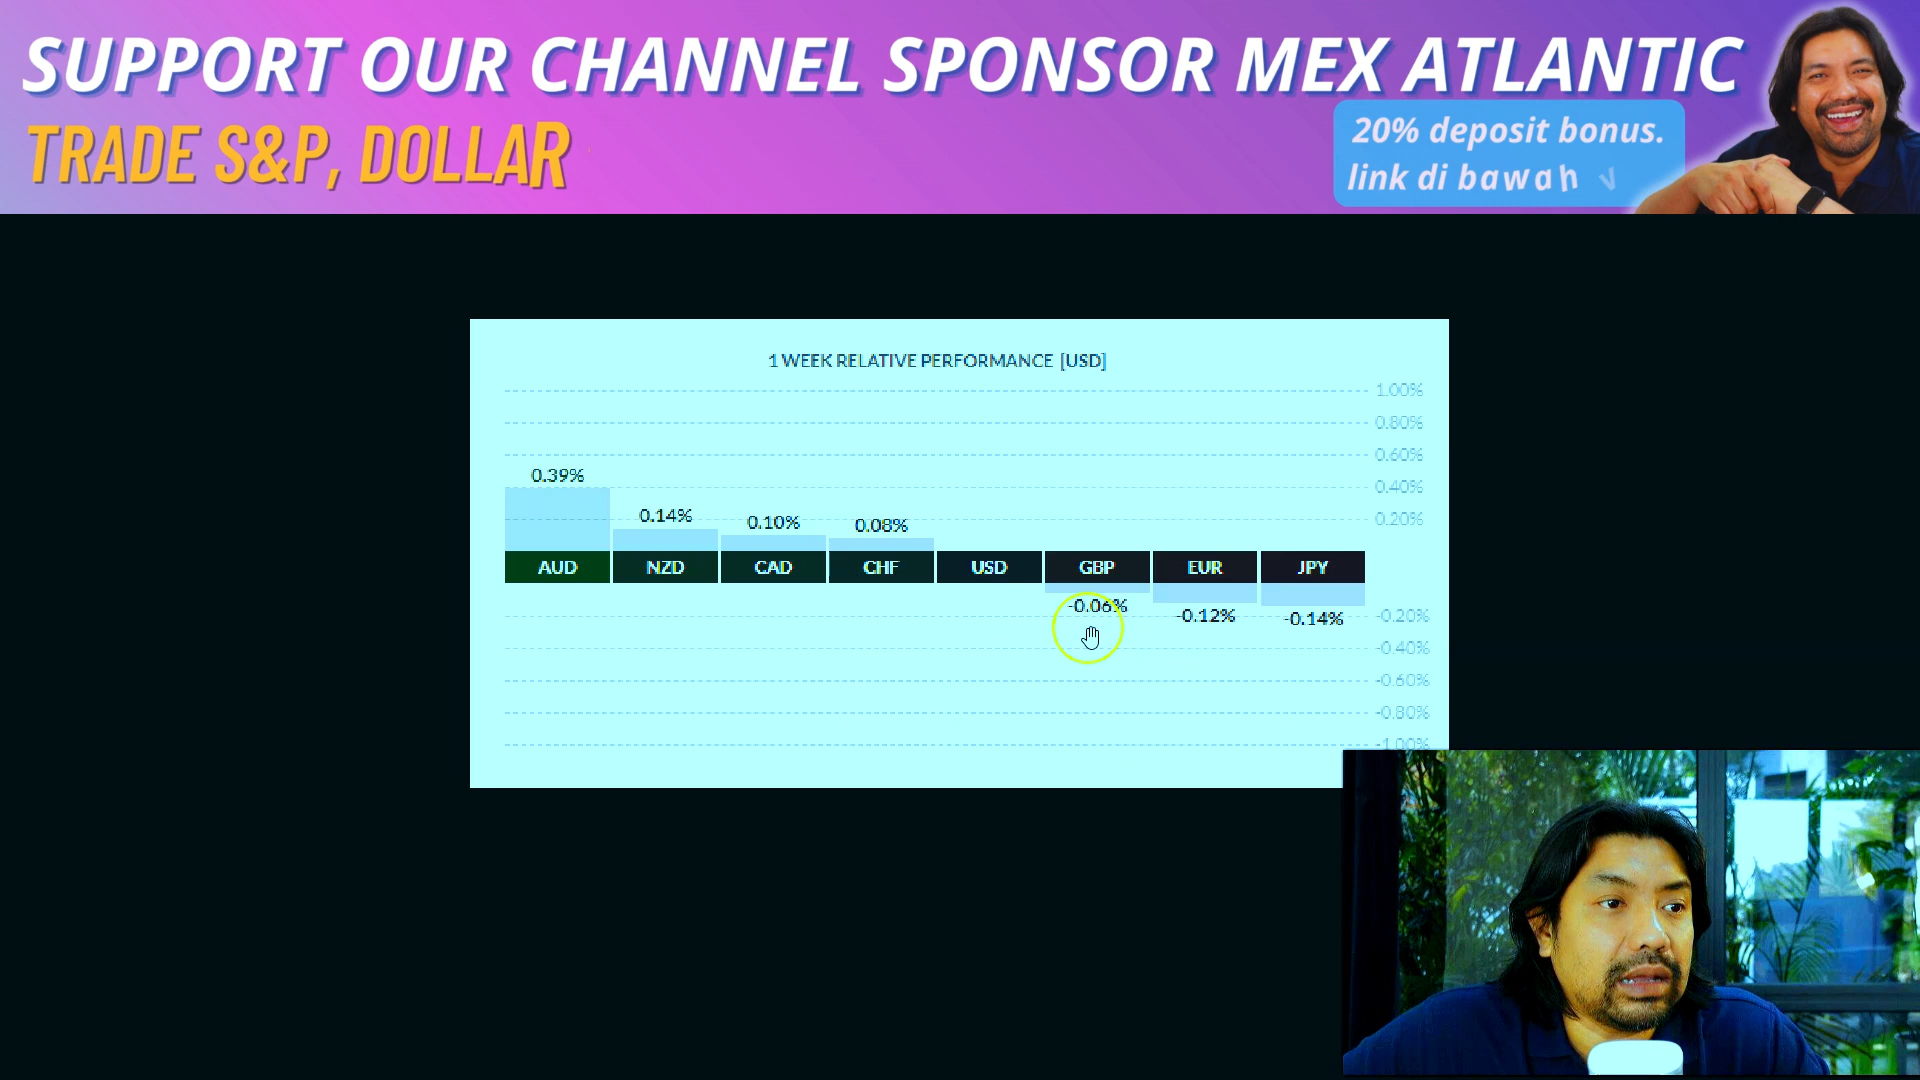 SUPPORT OUR CHANNEL SPONSOR MEX ATLANTIC
TRADE S&P, DOLLAR
20% deposit bonus.
link di bawah v
1 WEEK RELATIVE PERFORMANCE [USD]
1.00%
0.80%
0.60%
0.40%
0.20%
0.39%
0.14%
0.10%
0.08%
AUD NZD CAD CHF USD GBP EUR JPY
-0.06%
-0.12%
-0.14%
-0.20%
-0.40%
-0.60%
-0.80%
-1.00%